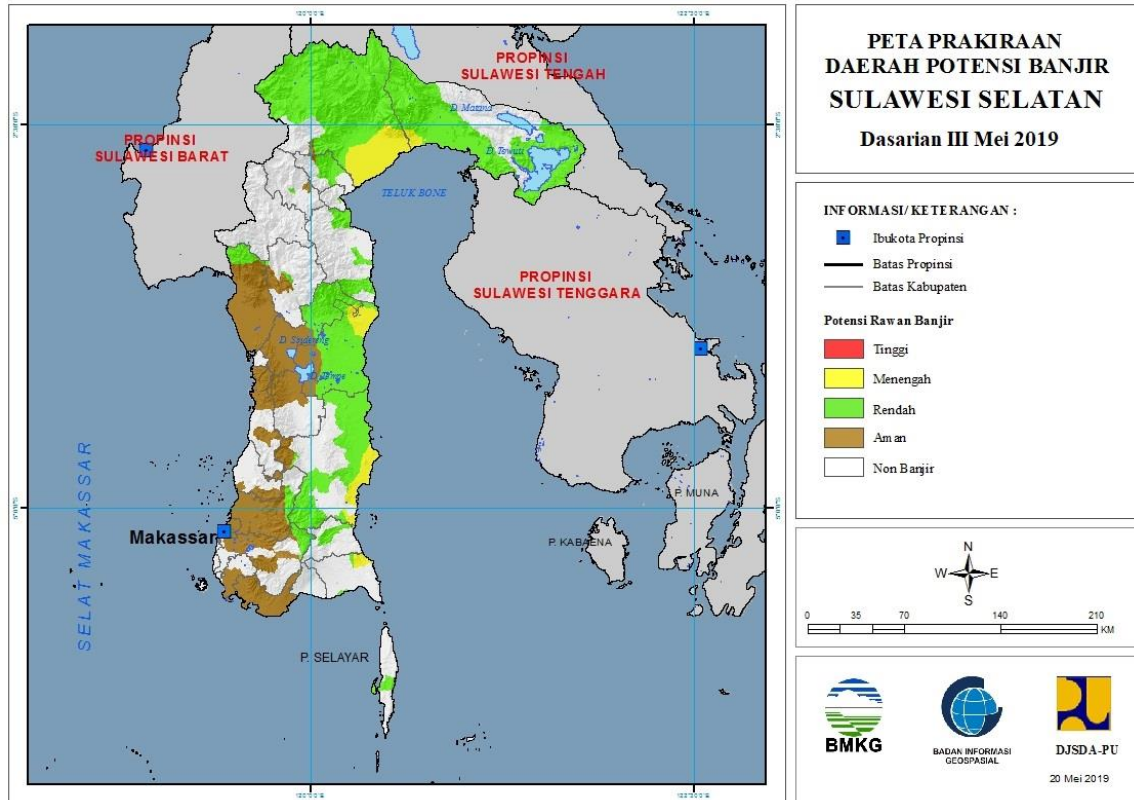 PETA PRAKIRAAN
DAERAH POTENSI BANJIR
SULAWESI SELATAN
Dasarian III Mei 2019
PROPINSI
SULAWESI TENGAH
D. Matana
PROPINSI
SULAWESI BARAT
TELUK BONE
PROPINSI
SULAWESI TENGGARA
SELAT MAKASSAR
Makassar
P. MUNA
P. KABAENA
P. SELAYAR
INFORMASI/ KETERANGAN :
Ibukota Propinsi
Batas Propinsi
Batas Kabupaten
Potensi Rawan Banjir
Tinggi
Menengah
Rendah
Aman
Non Banjir
N
W E
S
0 35 70 140 210
KM
BMKG
BADAN INFORMASI
GEOSPASIAL
DJSDA-PU
20 Mei 2019